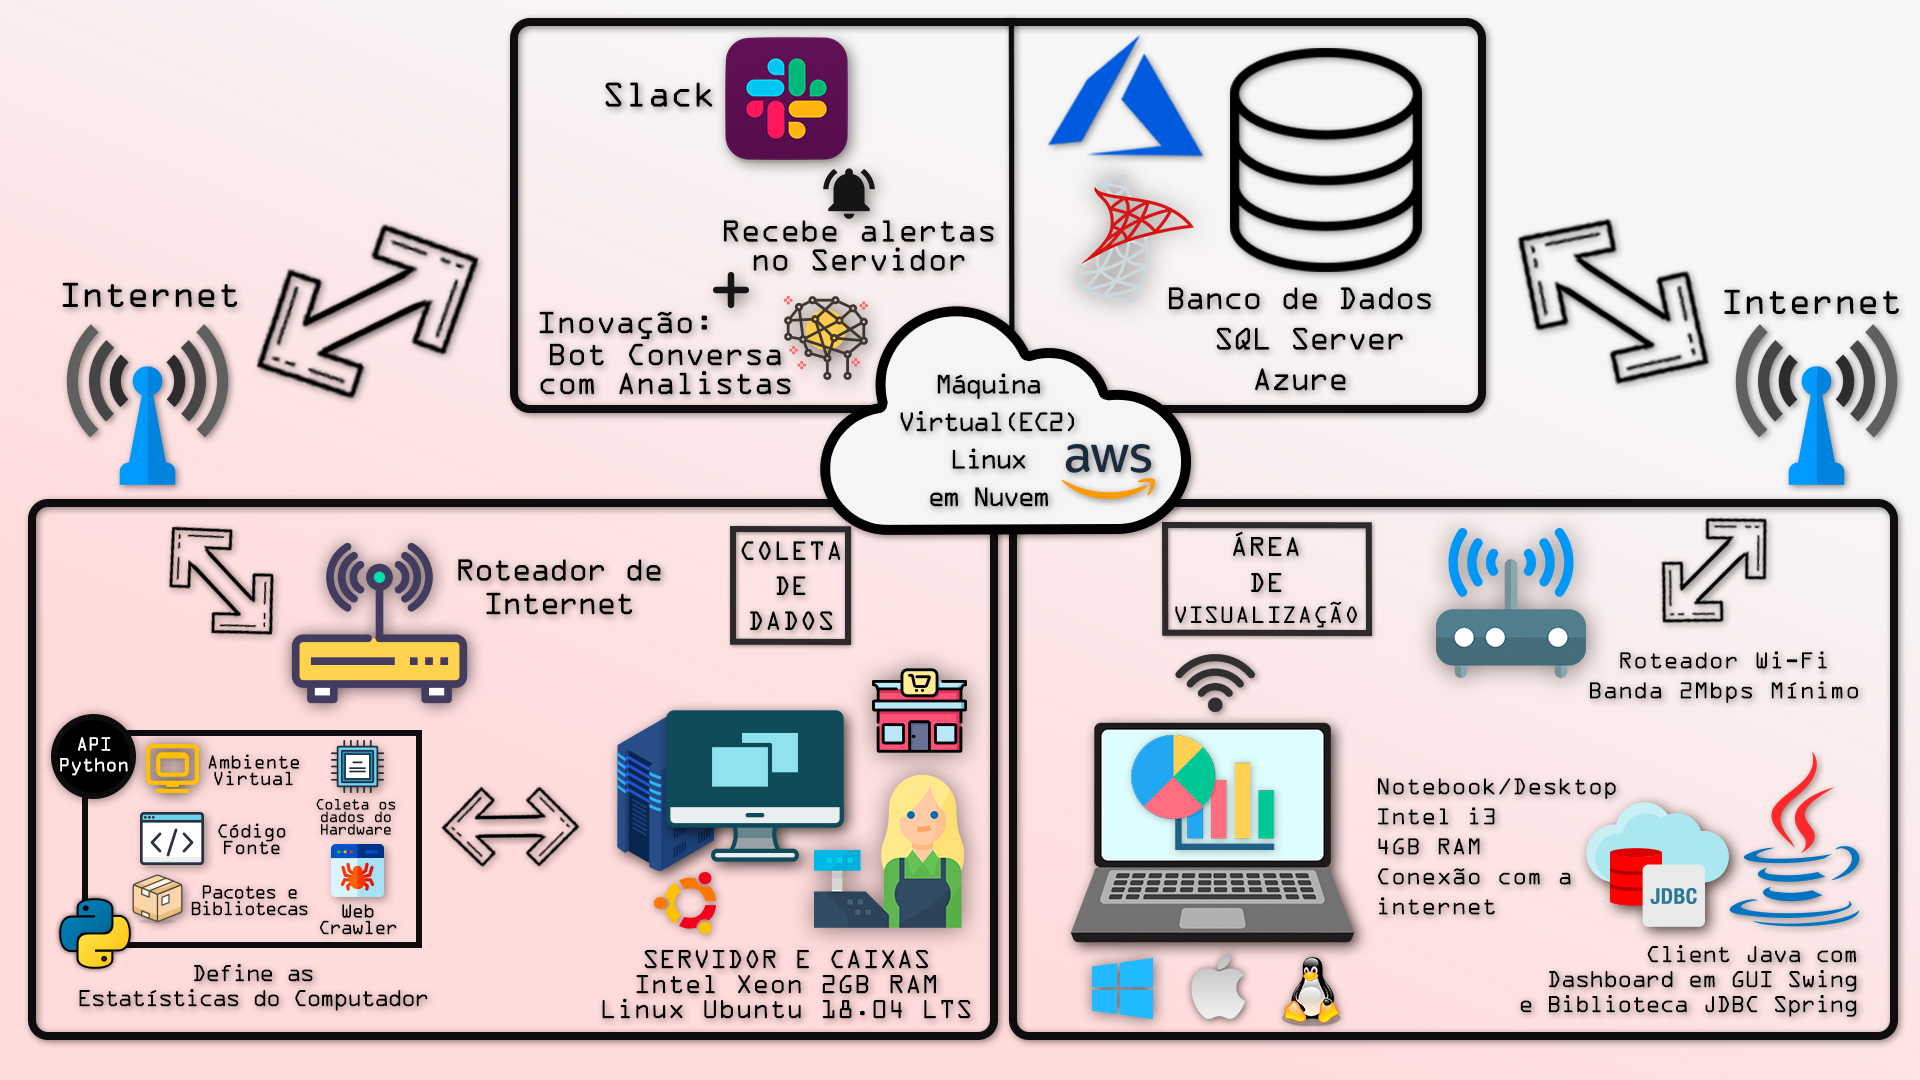 Slack
Recebe alertas
no Servidor
+
Inovação:
Bot Conversa
com Analistas
Banco de Dados
SQL Server
Azure
Internet
Internet
Máquina
Virtual(EC2)
Linux
em Nuvem
aws
Roteador de
Internet
COLETA
DE
DADOS
API
Python
Ambiente
Virtual
Coleta os
dados do
Hardware
</>
Código
Fonte
Pacotes e
Bibliotecas
Web
Crawler
Define as
Estatísticas do Computador
SERVIDOR E CAIXAS
Intel Xeon 2GB RAM
Linux Ubuntu 18.04 LTS
ÁREA
DE
VISUALIZAÇÃO
Roteador Wi-Fi
Banda 2Mbps Mínimo
Notebook/Desktop
Intel i3
4GB RAM
Conexão com a
internet
JDBC
Client Java com
Dashboard em GUI Swing
e Biblioteca JDBC Spring